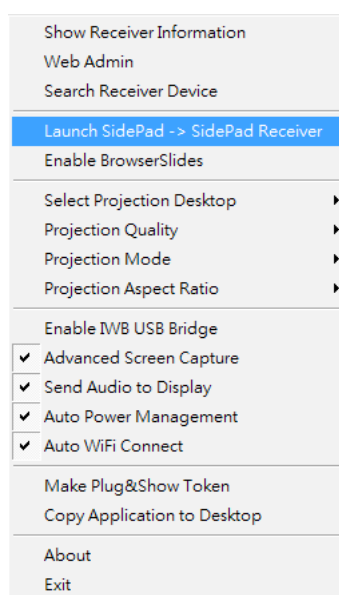 Show Receiver Information
Web Admin
Search Receiver Device
Launch SidePad -> SidePad Receiver
Enable BrowserSlides
Select Projection Desktop
Projection Quality
Projection Mode
Projection Aspect Ratio
Enable IWB USB Bridge
Advanced Screen Capture
Send Audio to Display
Auto Power Management
Auto WiFi Connect
Make Plug&Show Token
Copy Application to Desktop
About
Exit